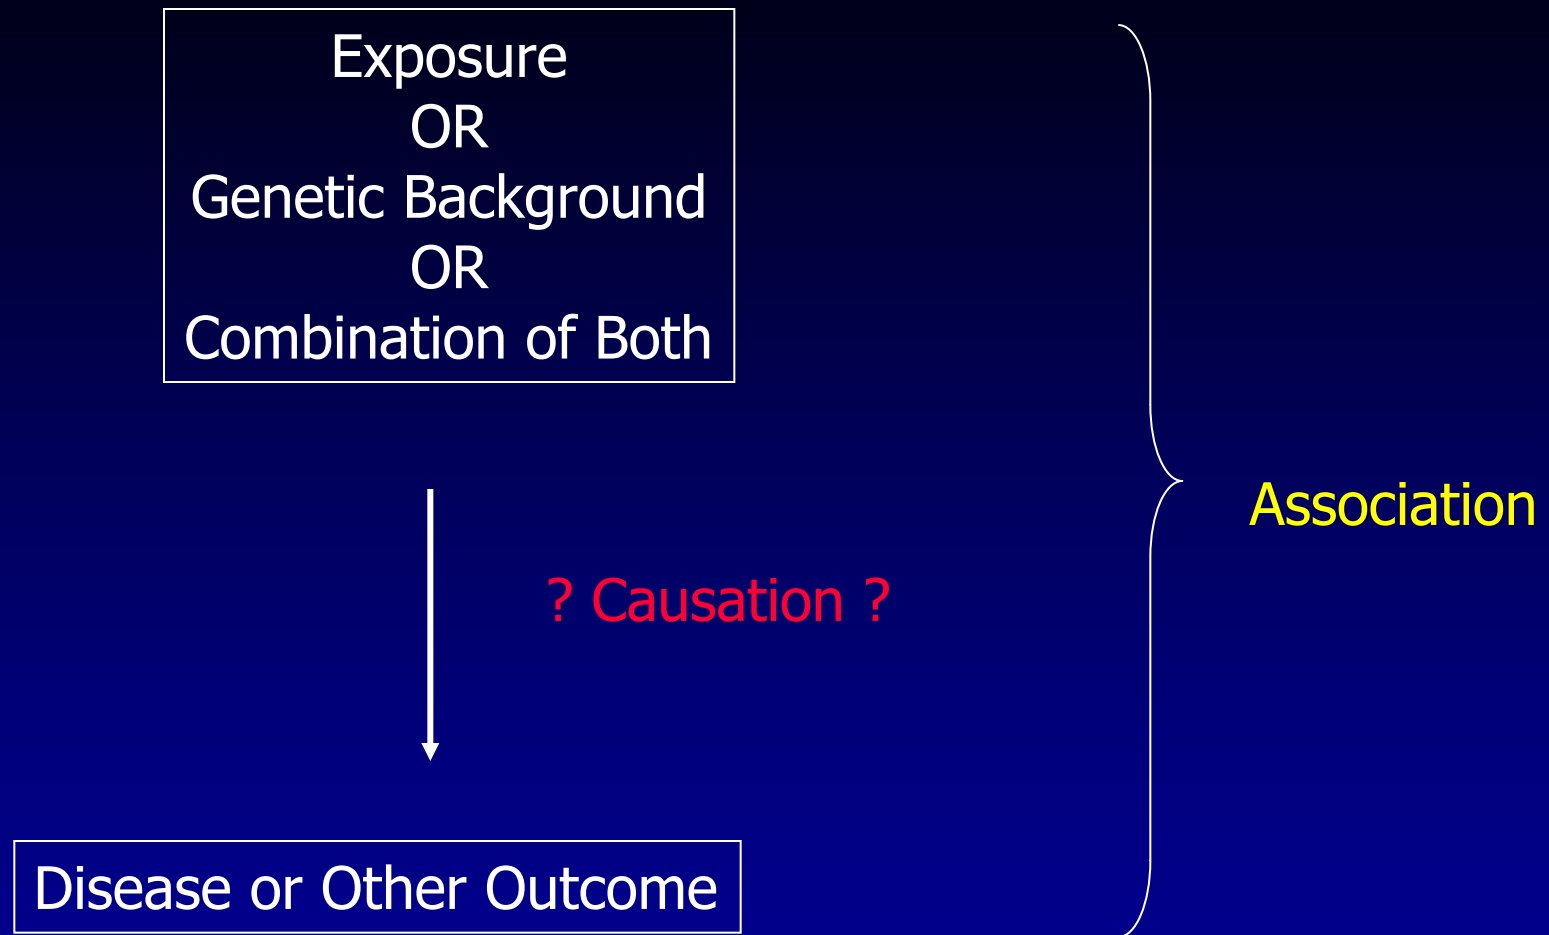 Exposure
OR
Genetic Background
OR
Combination of Both
Association
? Causation ?
Disease or Other Outcome